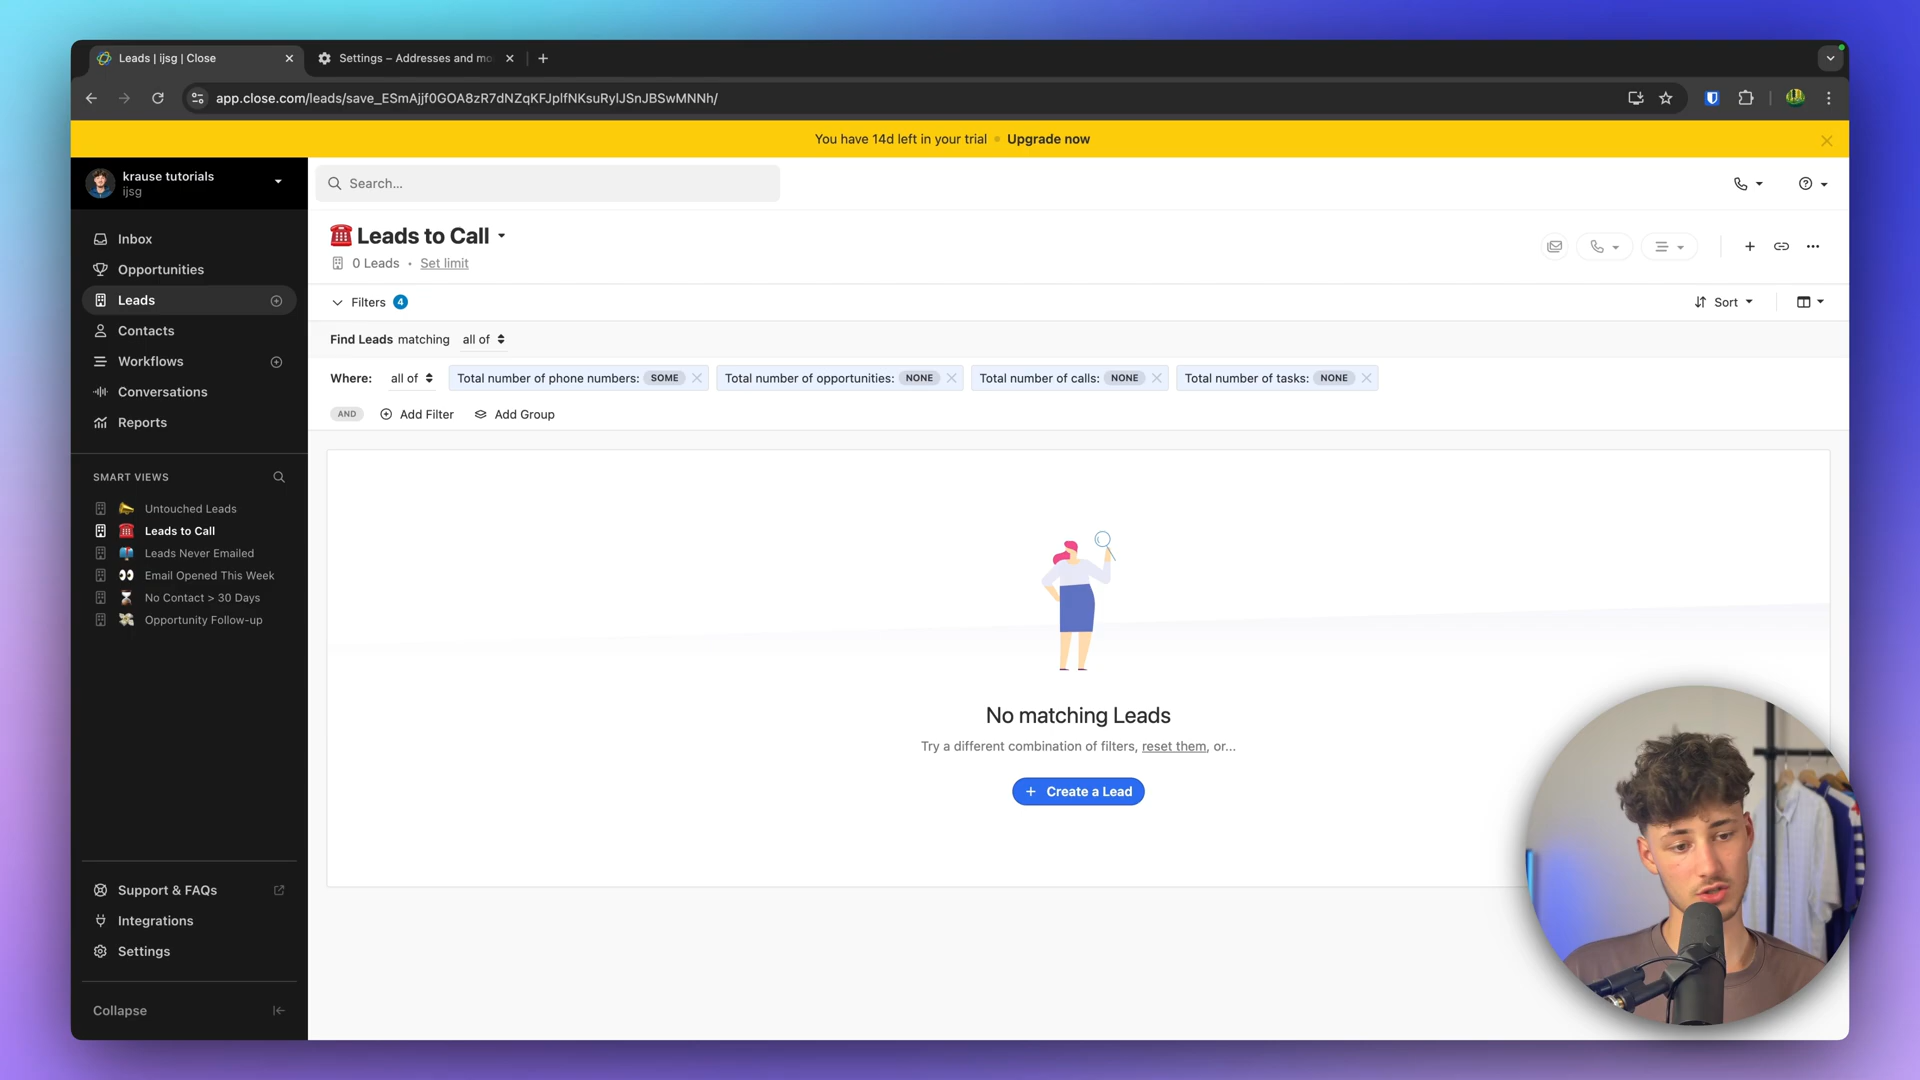 Leads | ijsg | Close
Settings – Addresses and mo
app.close.com/leads/save_ESmAjjf0GOA8zR7dNZqKFJplfNKsuRylJSnJBSwMNNh/
You have 14d left in your trial • Upgrade now
krause tutorials
ijsg
Search...
Inbox
Opportunities
Leads
Contacts
Workflows
Conversations
Reports
SMART VIEWS
Untouched Leads
Leads to Call
Leads Never Emailed
Email Opened This Week
No Contact > 30 Days
Opportunity Follow-up
Support & FAQs
Integrations
Settings
Collapse
Leads to Call
0 Leads • Set limit
Filters 4
Sort
Find Leads matching all of
Where: all of Total number of phone numbers: SOME Total number of opportunities: NONE Total number of calls: NONE Total number of tasks: NONE
AND Add Filter Add Group
No matching Leads
Try a different combination of filters, reset them, or...
+ Create a Lead